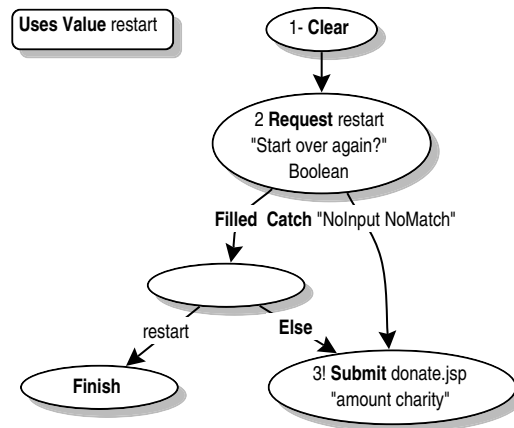 Uses Value restart
1- Clear
2 Request restart
"Start over again?"
Boolean
Filled Catch "NoInput NoMatch"
restart
Else
Finish
3! Submit donate.jsp
"amount charity"